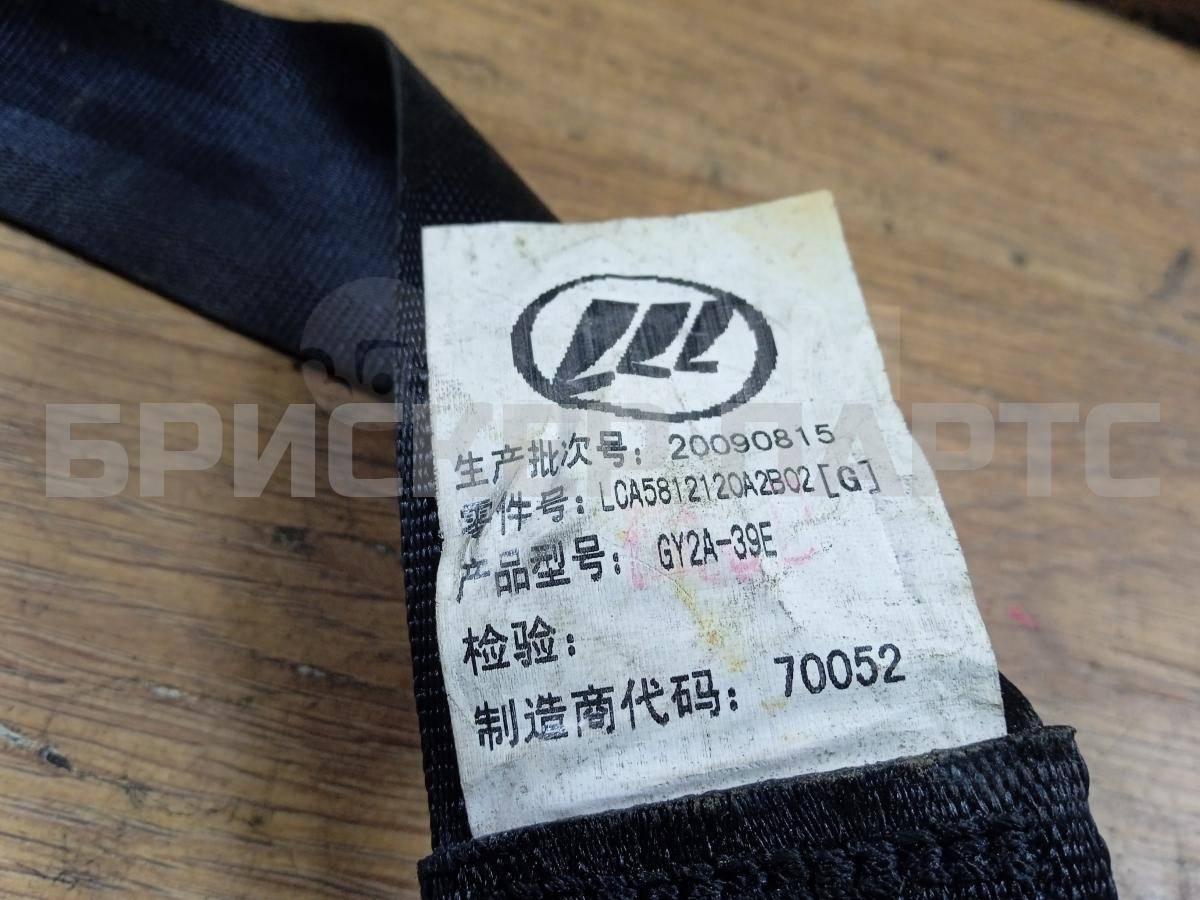 生产批次号: 20090815
零件号: LCA5812120A2B02[G]
产品型号: GY2A-39E
检验:
制造商代码: 70052